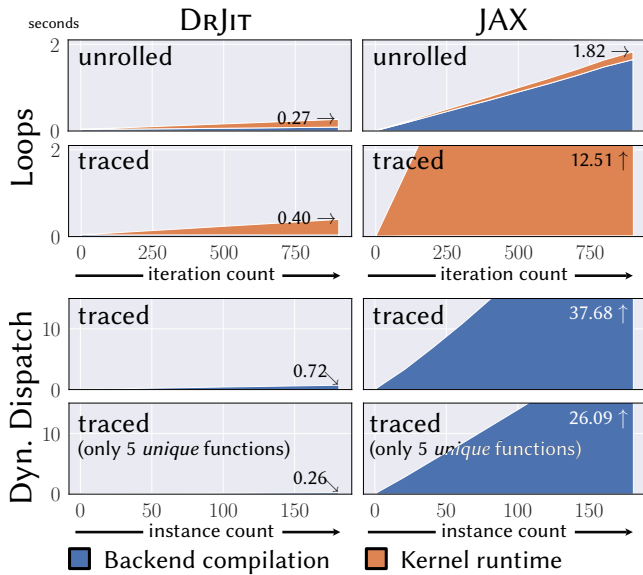 seconds
DRJIT
JAX
Loops
2
unrolled
0.27 →
0
1.82 →
2
traced
0.40 →
0
traced
12.51 ↑
0 250 500 750
0 250 500 750
iteration count
iteration count
Dyn. Dispatch
10
traced
0.72
0
traced
37.68 ↑
10
traced
(only 5 unique functions)
0.26
0
traced
(only 5 unique functions)
26.09 ↑
0 50 100 150
0 50 100 150
instance count
instance count
Backend compilation
Kernel runtime